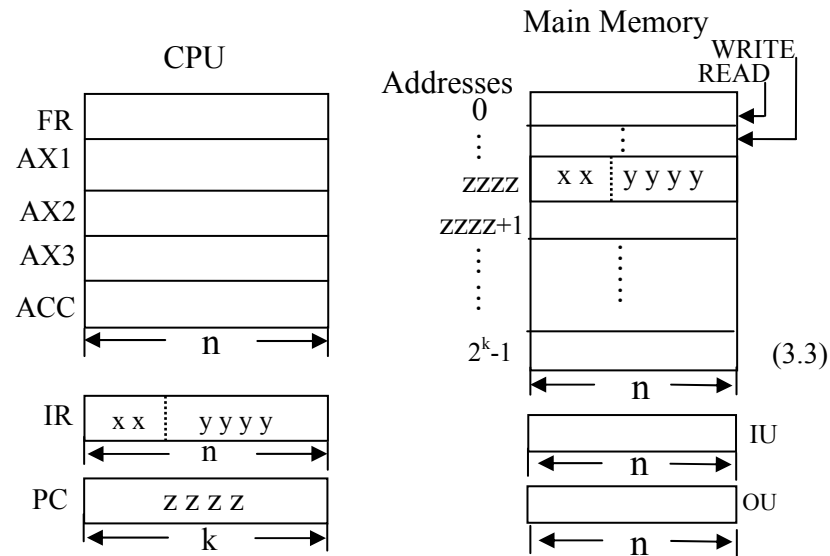 Main Memory
CPU
WRITE
READ
Addresses
FR
0
AX1
zzzz
x x y y y y
AX2
zzzz+1
AX3
ACC
n
2^k-1
(3.3)
n
IR
x x y y y y
IU
n
n
PC
z z z z
OU
k
n